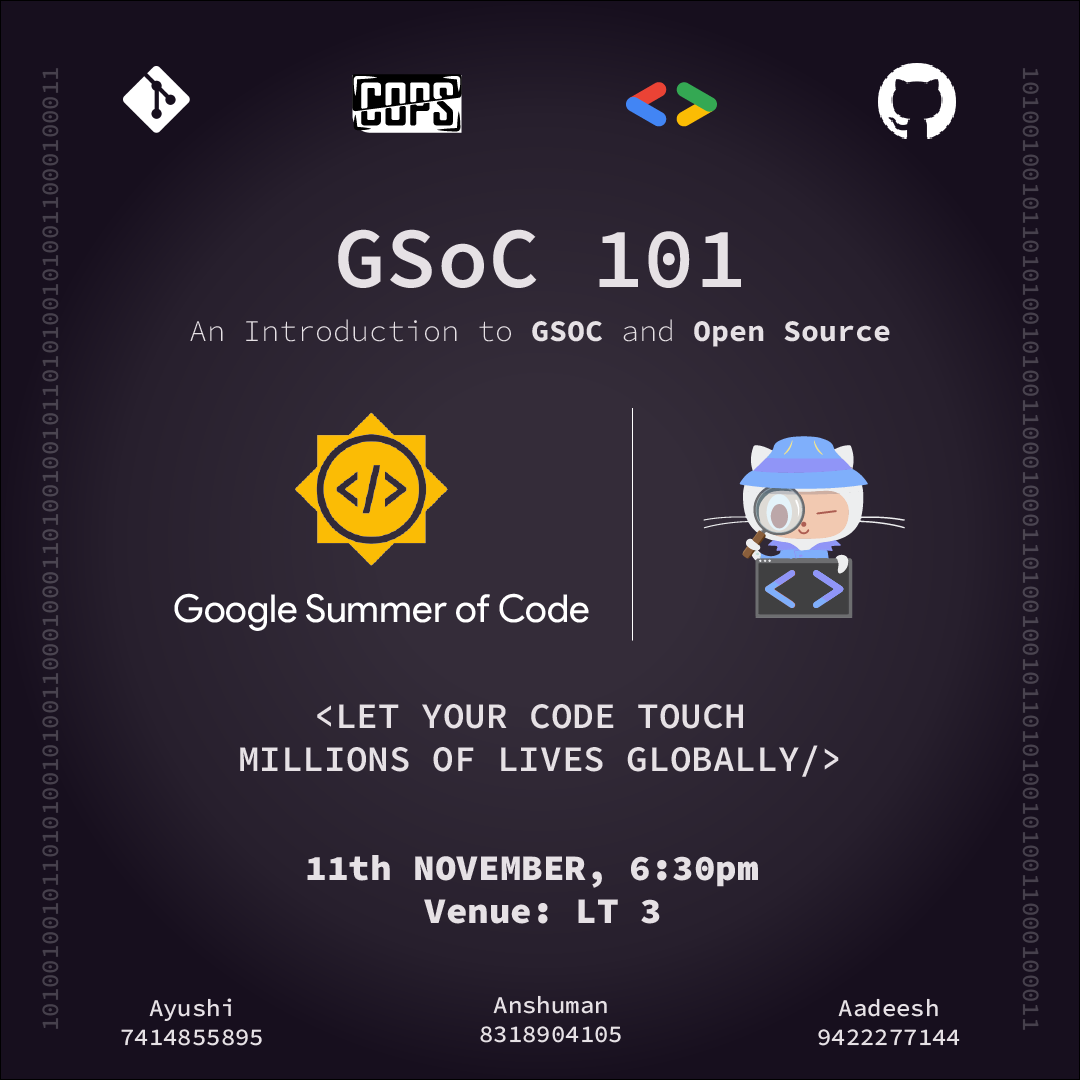 COPS
GSoC 101
An Introduction to GSOC and Open Source
</>
Google Summer of Code
< >
<LET YOUR CODE TOUCH
MILLIONS OF LIVES GLOBALLY/>
11th NOVEMBER, 6:30pm
Venue: LT 3
Ayushi
7414855895
Anshuman
8318904105
Aadeesh
9422277144